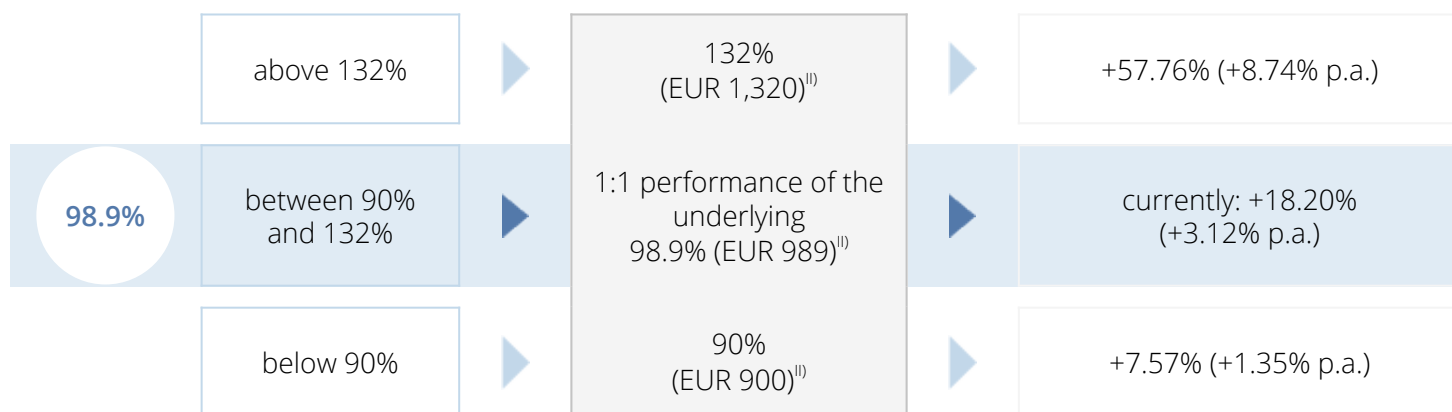 above 132%
132%
(EUR 1,320)II)
+57.76% (+8.74% p.a.)
98.9%
between 90%
and 132%
1:1 performance of the
underlying
98.9% (EUR 989)II)
currently: +18.20%
(+3.12% p.a.)
below 90%
90%
(EUR 900)II)
+7.57% (+1.35% p.a.)